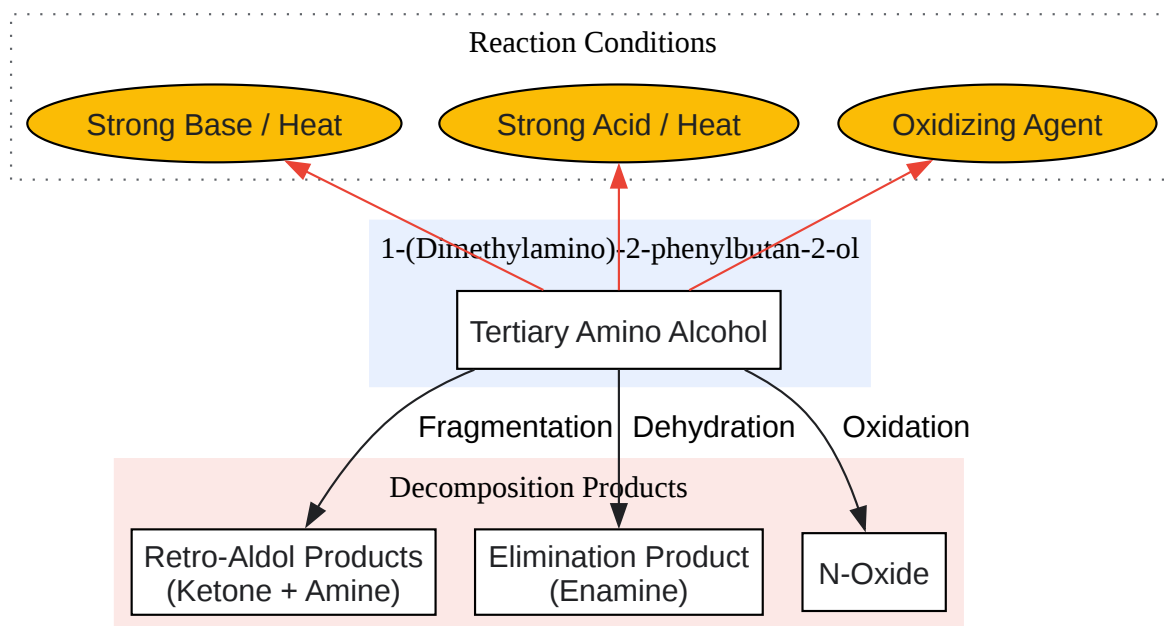 Reaction Conditions
Strong Base / Heat
Strong Acid / Heat
Oxidizing Agent
1-(Dimethylamino)-2-phenylbutan-2-ol
Tertiary Amino Alcohol
Fragmentation
Dehydration
Oxidation
Decomposition Products
Retro-Aldol Products
(Ketone + Amine)
Elimination Product
(Enamine)
N-Oxide